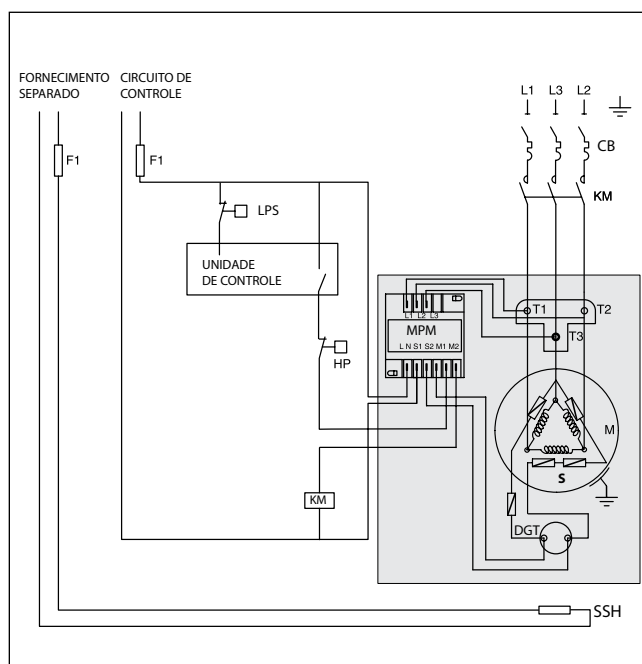 FORNECIMENTO
SEPARADO
CIRCUITO DE
CONTROLE
L1 L3 L2
F1
F1
CB
KM
LPS
UNIDADE
DE CONTROLE
HP
L1 L2 L3
MPM
L N S1 S2 M1 M2
T1
T2
T3
M
S
KM
DGT
SSH